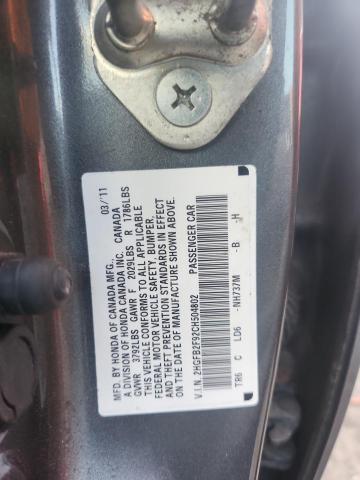 MFD. BY HONDA OF CANADA MFG.,
A DIVISION OF HONDA CANADA INC. CANADA 03/11
GVWR 3792LBS GAWR F 2029LBS R 1786LBS
THIS VEHICLE CONFORMS TO ALL APPLICABLE
FEDERAL MOTOR VEHICLE SAFETY, BUMPER,
AND THEFT PREVENTION STANDARDS IN EFFECT
ON THE DATE OF MANUFACTURE SHOWN ABOVE.
V.I.N. 2HGFB2F92CH504802 PASSENGER CAR
TR6 C LD6 -NH737M -B -H